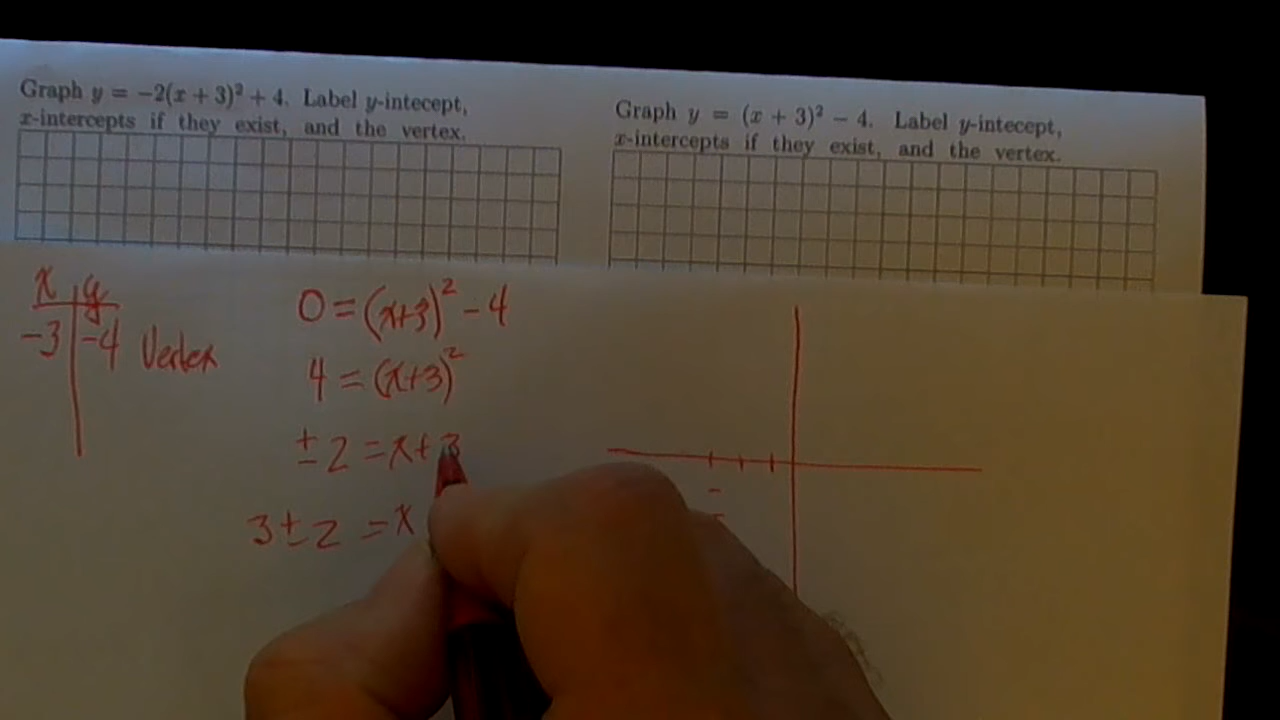 Graph y = −2(x + 3)² + 4. Label y-intecept,
x-intercepts if they exist, and the vertex.
Graph y = (x + 3)² − 4. Label y-intecept,
x-intercepts if they exist, and the vertex.
x y
-3 -4 Vertex
0 = (x+3)² - 4
4 = (x+3)²
± 2 = x+3
3 ± 2 = x